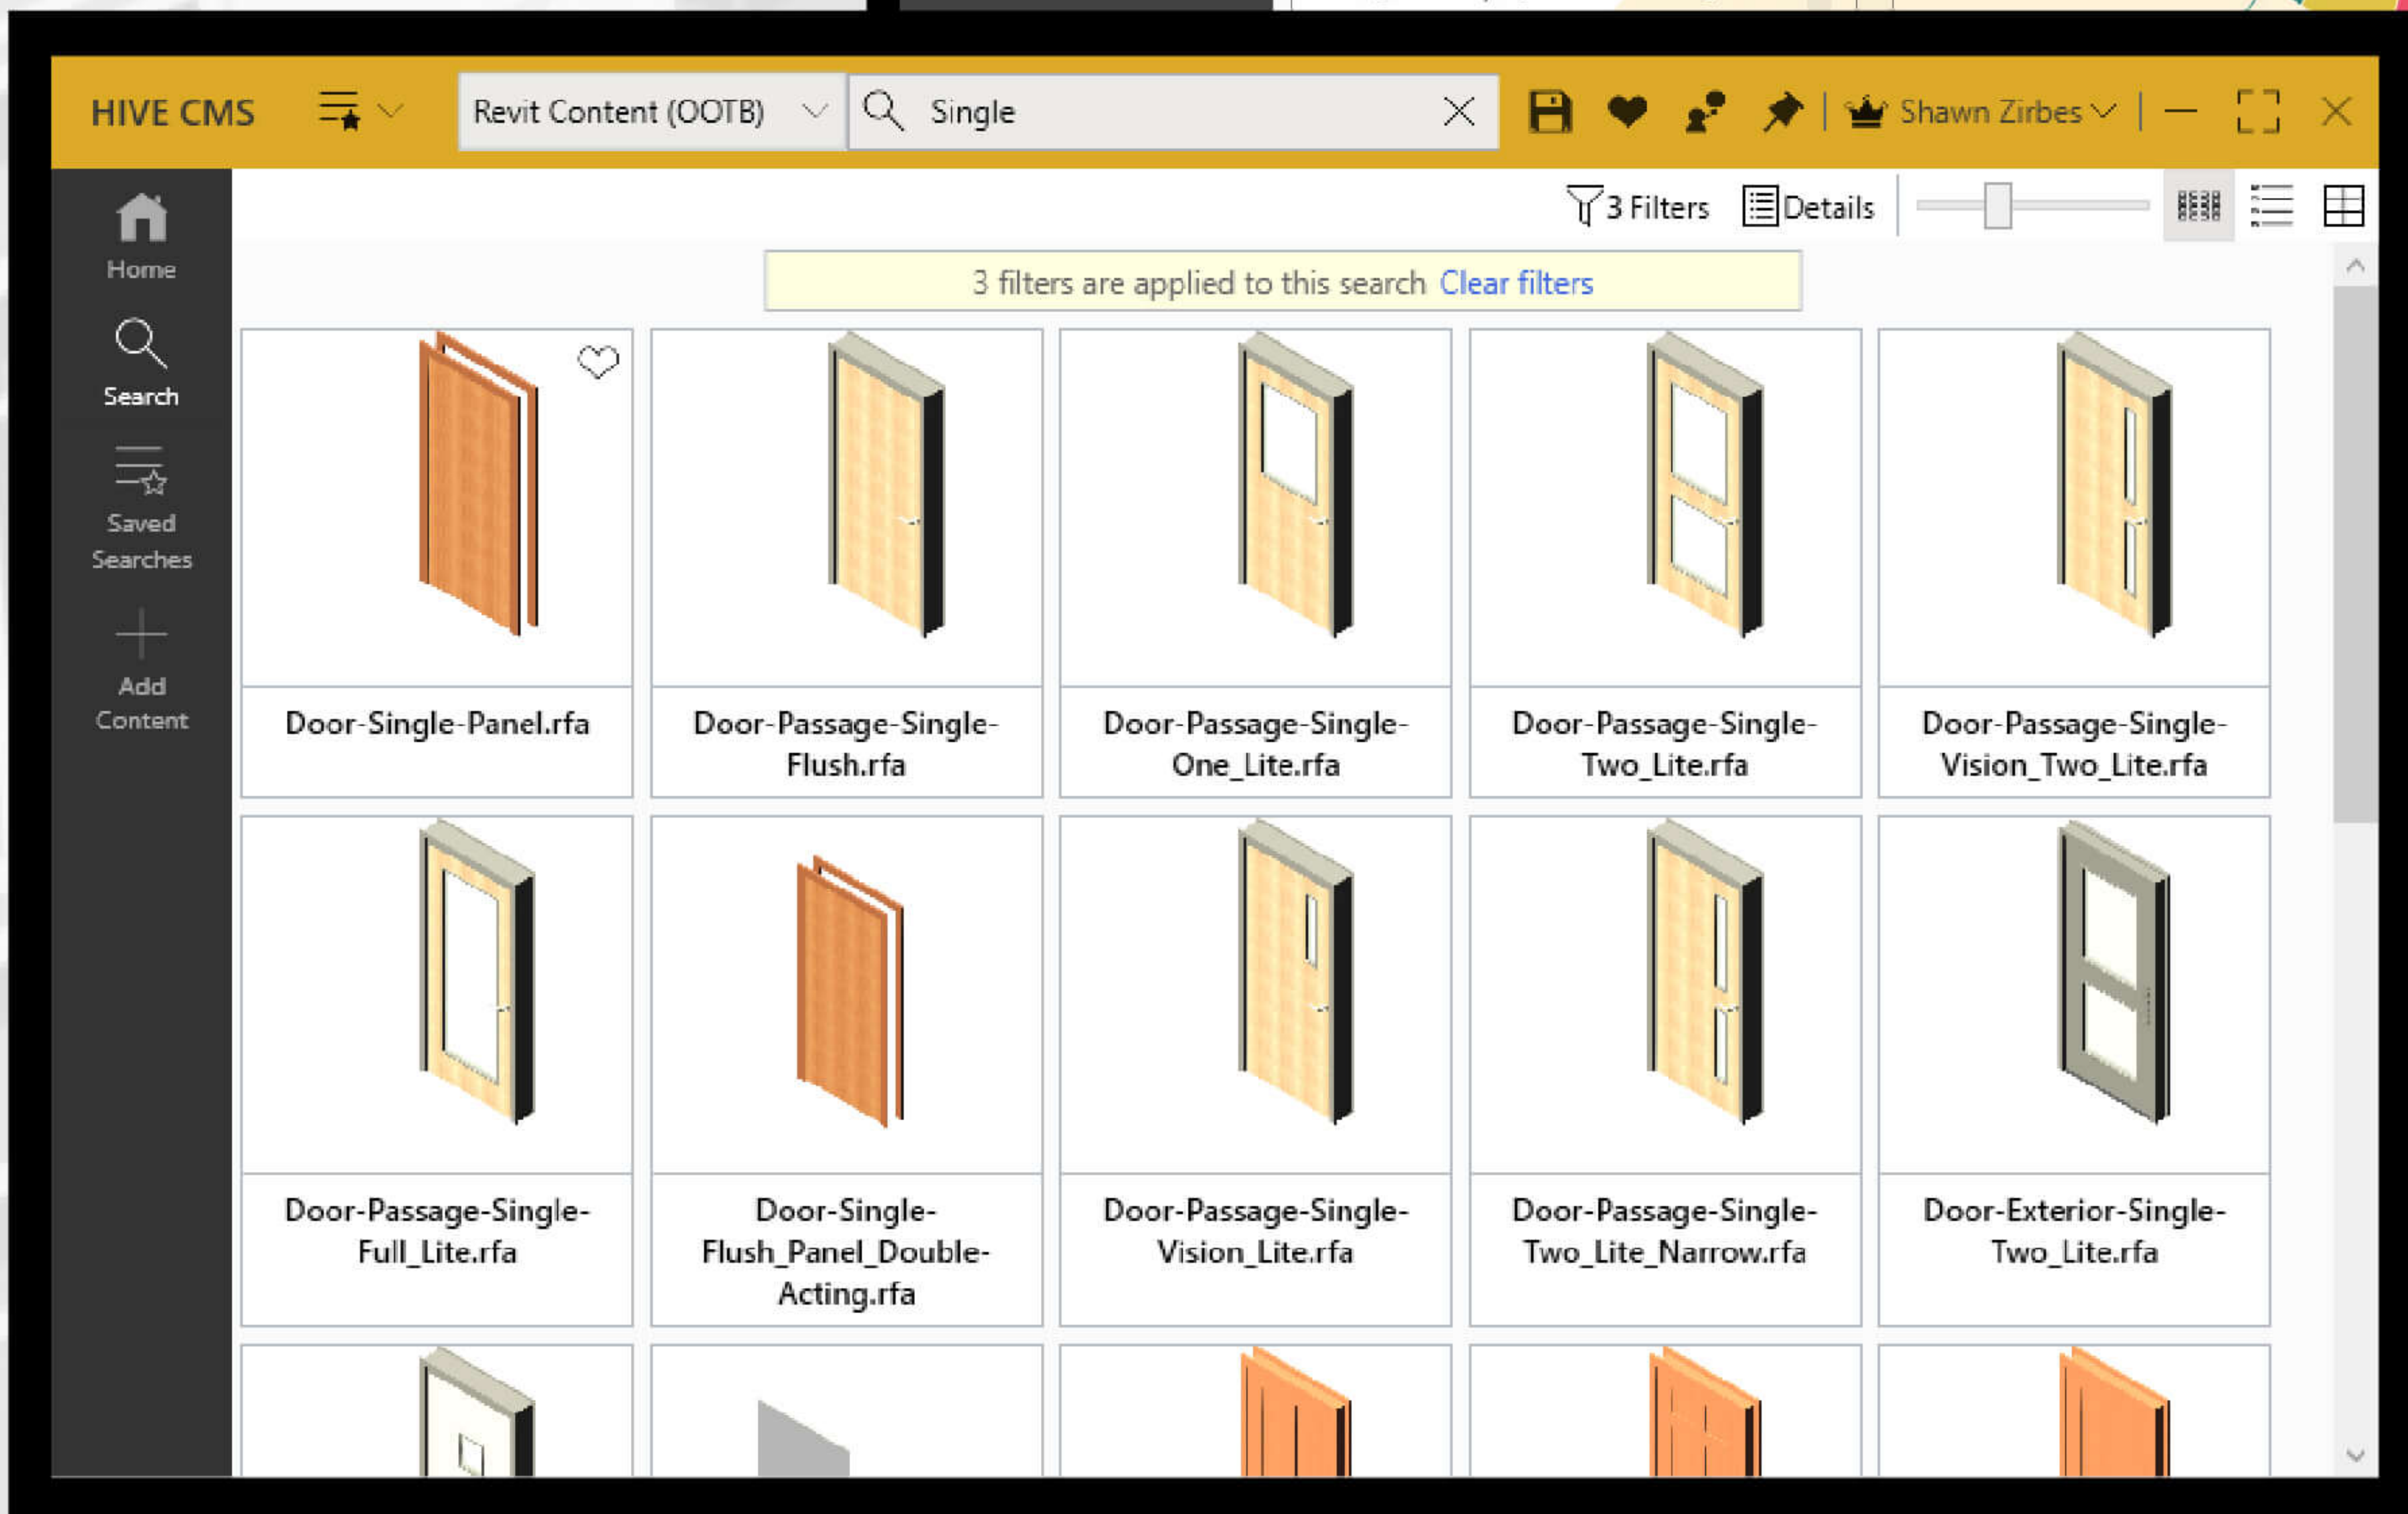 HIVE CMS
Revit Content (OOTB)
Single
Shawn Zirbes
3 Filters
Details
Home
Search
Saved
Searches
Add
Content
3 filters are applied to this search Clear filters
Door-Single-Panel.rfa
Door-Passage-Single-
Flush.rfa
Door-Passage-Single-
One_Lite.rfa
Door-Passage-Single-
Two_Lite.rfa
Door-Passage-Single-
Vision_Two_Lite.rfa
Door-Passage-Single-
Full_Lite.rfa
Door-Single-
Flush_Panel_Double-
Acting.rfa
Door-Passage-Single-
Vision_Lite.rfa
Door-Passage-Single-
Two_Lite_Narrow.rfa
Door-Exterior-Single-
Two_Lite.rfa